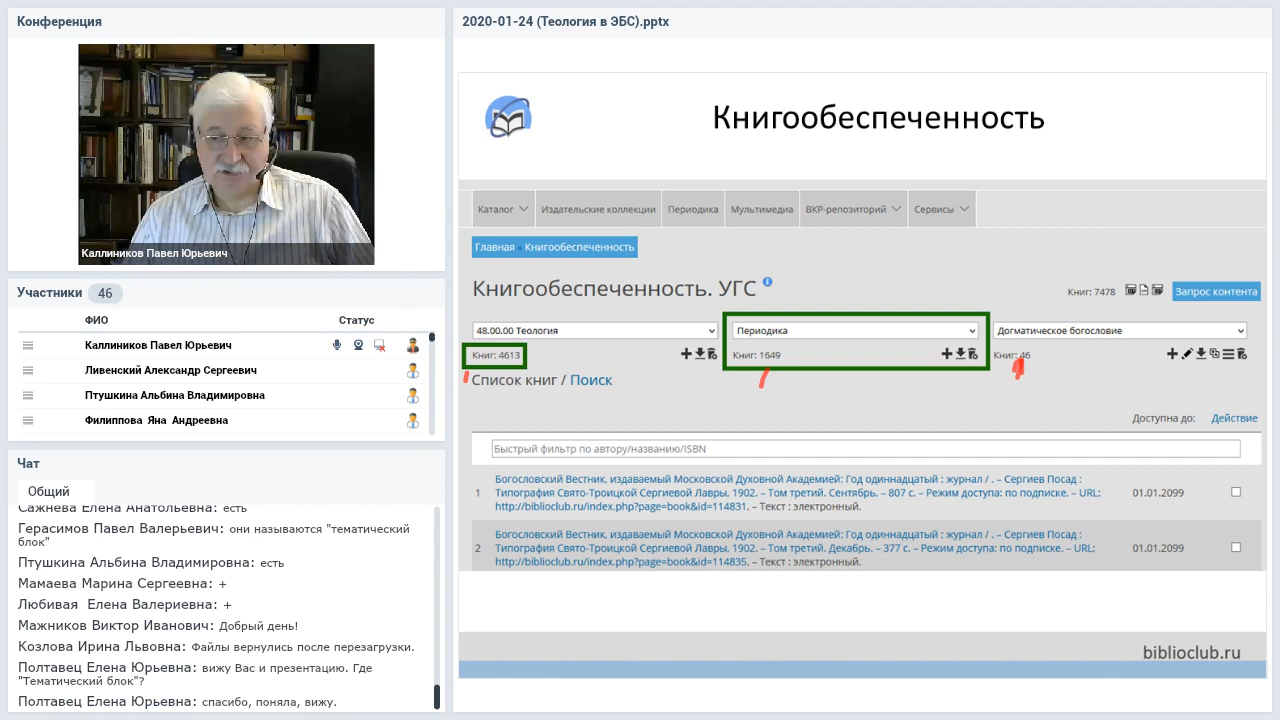 Конференция
Каллиников Павел Юрьевич
Участники 46
ФИО Статус
Каллиников Павел Юрьевич
Ливенский Александр Сергеевич
Птушкина Альбина Владимировна
Филиппова Яна Андреевна
Чат
Общий
Сажнева Елена Анатольевна: есть
Герасимов Павел Валерьевич: они называются "тематический
блок"
Птушкина Альбина Владимировна: есть
Мамаева Марина Сергеевна: +
Любивая Елена Валериевна: +
Мажников Виктор Иванович: Добрый день!
Козлова Ирина Львовна: Файлы вернулись после перезагрузки.
Полтавец Елена Юрьевна: вижу Вас и презентацию. Где
"Тематический блок"?
Полтавец Елена Юрьевна: спасибо, поняла, вижу.
2020-01-24 (Теология в ЭБС).pptx
Книгообеспеченность
Каталог Издательские коллекции Периодика Мультимедиа ВКР-репозиторий Сервисы
Главная » Книгообеспеченность
Книгообеспеченность. УГС
Книг: 7478 Запрос контента
48.00.00 Теология Периодика Догматическое богословие
Книг: 4613 Книг: 1649 Книг: 46
Список книг / Поиск
Доступна до: Действие
Быстрый фильтр по автору/названию/ISBN
1 Богословский Вестник, издаваемый Московской Духовной Академией: Год одиннадцатый : журнал / . – Сергиев Посад :
Типография Свято-Троицкой Сергиевой Лавры, 1902. – Том третий. Сентябрь. – 807 с. – Режим доступа: по подписке. – URL:
http://biblioclub.ru/index.php?page=book&id=114831. – Текст : электронный.
01.01.2099
2 Богословский Вестник, издаваемый Московской Духовной Академией: Год одиннадцатый : журнал / . – Сергиев Посад :
Типография Свято-Троицкой Сергиевой Лавры, 1902. – Том третий. Декабрь. – 377 с. – Режим доступа: по подписке. – URL:
http://biblioclub.ru/index.php?page=book&id=114835. – Текст : электронный.
01.01.2099
biblioclub.ru